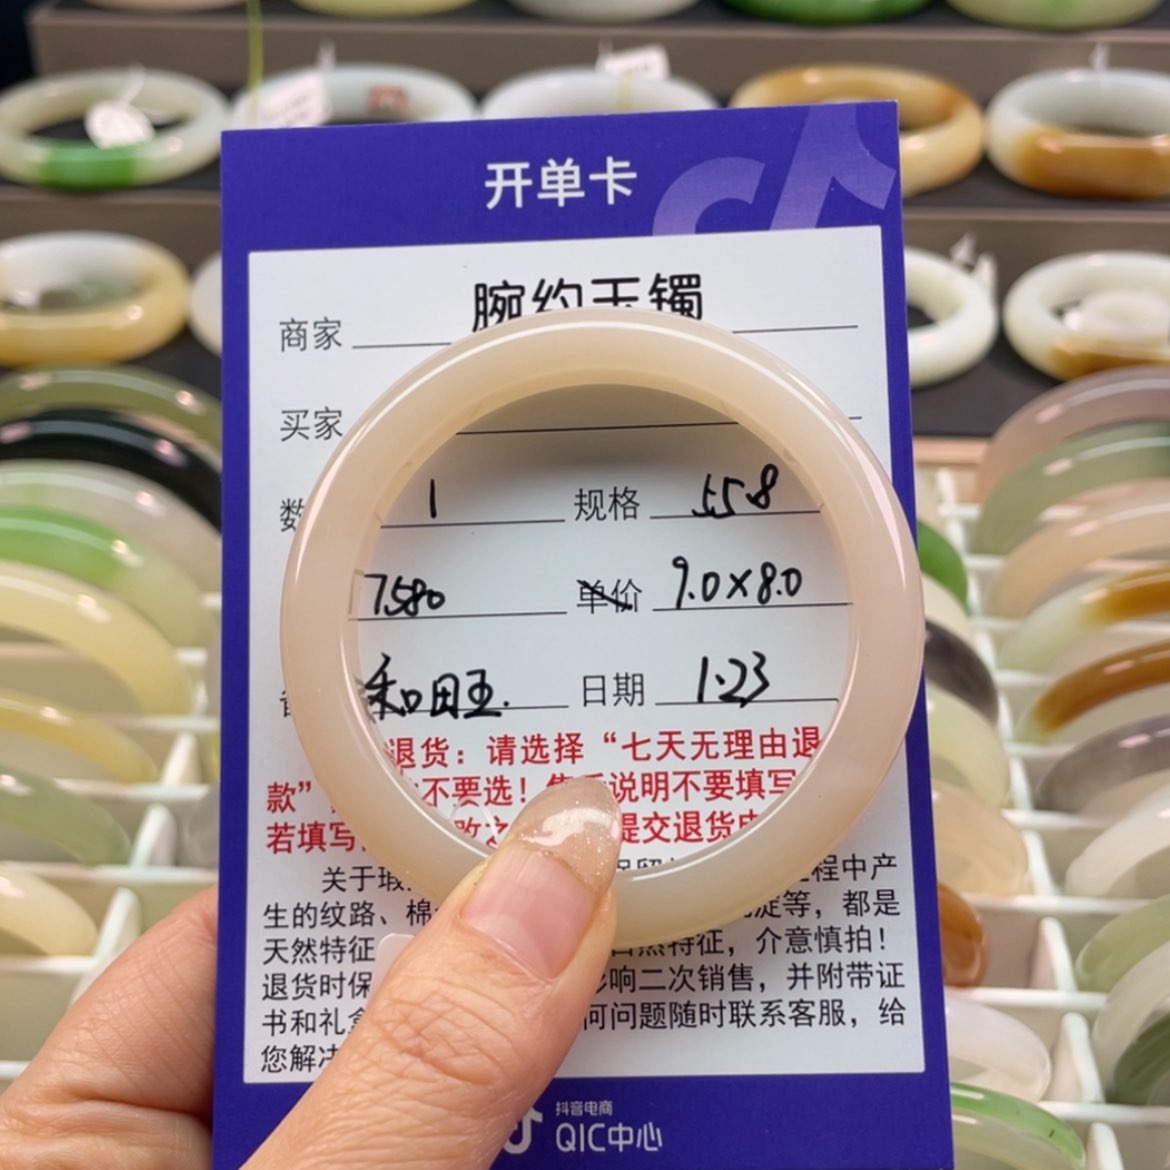 开单卡
商家 腕约玉镯
买家
数 1 规格 55.8
7580 单价 9.0×8.0
和田玉. 日期 1.23
退货：请选择“七天无理由退
款” 不要选！ 说明不要填写
若填写 提交退货
关于瑕 程中产
生的纹路、棉 等，都是
天然特征 自然特征，介意慎拍！
退货时保 影响二次销售，并附带证
书和礼盒 何问题随时联系客服，给
您解决
抖音电商
QIC中心